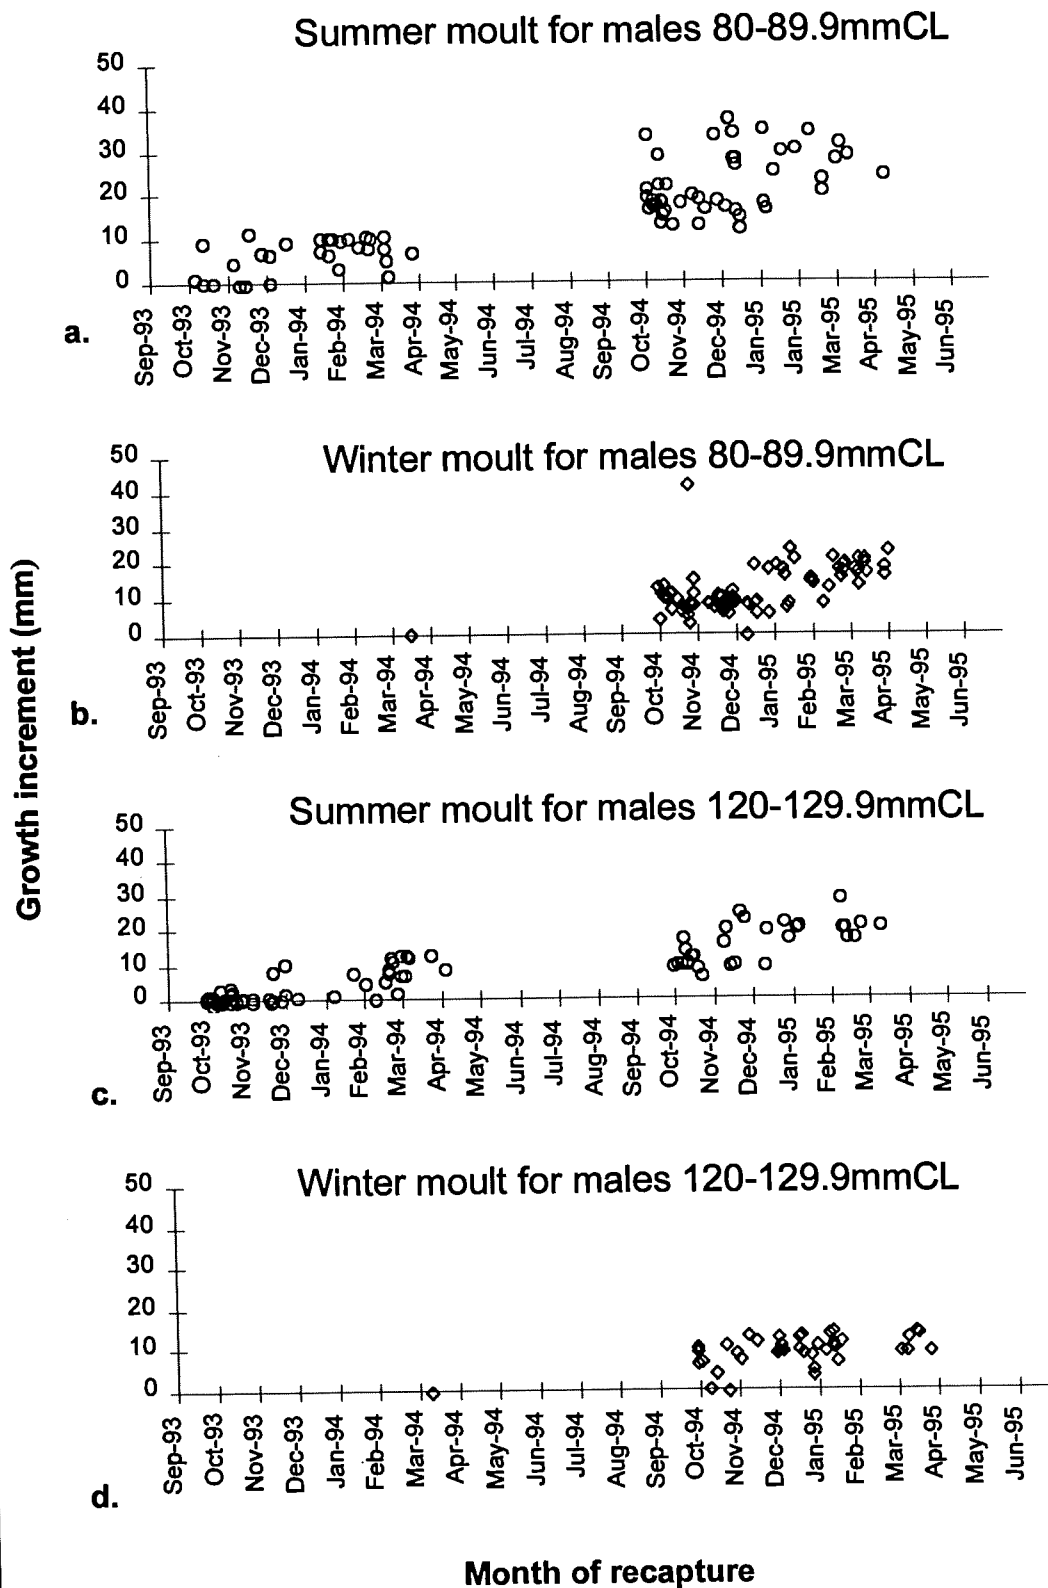 Summer moult for males 80-89.9mmCL
50
40
30
20
10
0
Sep-93 Oct-93 Nov-93 Dec-93 Jan-94 Feb-94 Mar-94 Apr-94 May-94 Jun-94 Jul-94 Aug-94 Sep-94 Oct-94 Nov-94 Dec-94 Jan-95 Jan-95 Mar-95 Apr-95 May-95 Jun-95
a.
Winter moult for males 80-89.9mmCL
50
40
30
20
10
0
Sep-93 Oct-93 Nov-93 Dec-93 Jan-94 Feb-94 Mar-94 Apr-94 May-94 Jun-94 Jul-94 Aug-94 Sep-94 Oct-94 Nov-94 Dec-94 Jan-95 Feb-95 Mar-95 Apr-95 May-95 Jun-95
b.
Growth increment (mm)
Summer moult for males 120-129.9mmCL
50
40
30
20
10
0
Sep-93 Oct-93 Nov-93 Dec-93 Jan-94 Feb-94 Mar-94 Apr-94 May-94 Jun-94 Jul-94 Aug-94 Sep-94 Oct-94 Nov-94 Dec-94 Jan-95 Feb-95 Mar-95 Apr-95 May-95 Jun-95
c.
Winter moult for males 120-129.9mmCL
50
40
30
20
10
0
Sep-93 Oct-93 Nov-93 Dec-93 Jan-94 Feb-94 Mar-94 Apr-94 May-94 Jun-94 Jul-94 Aug-94 Sep-94 Oct-94 Nov-94 Dec-94 Jan-95 Feb-95 Mar-95 Apr-95 May-95 Jun-95
d.
Month of recapture